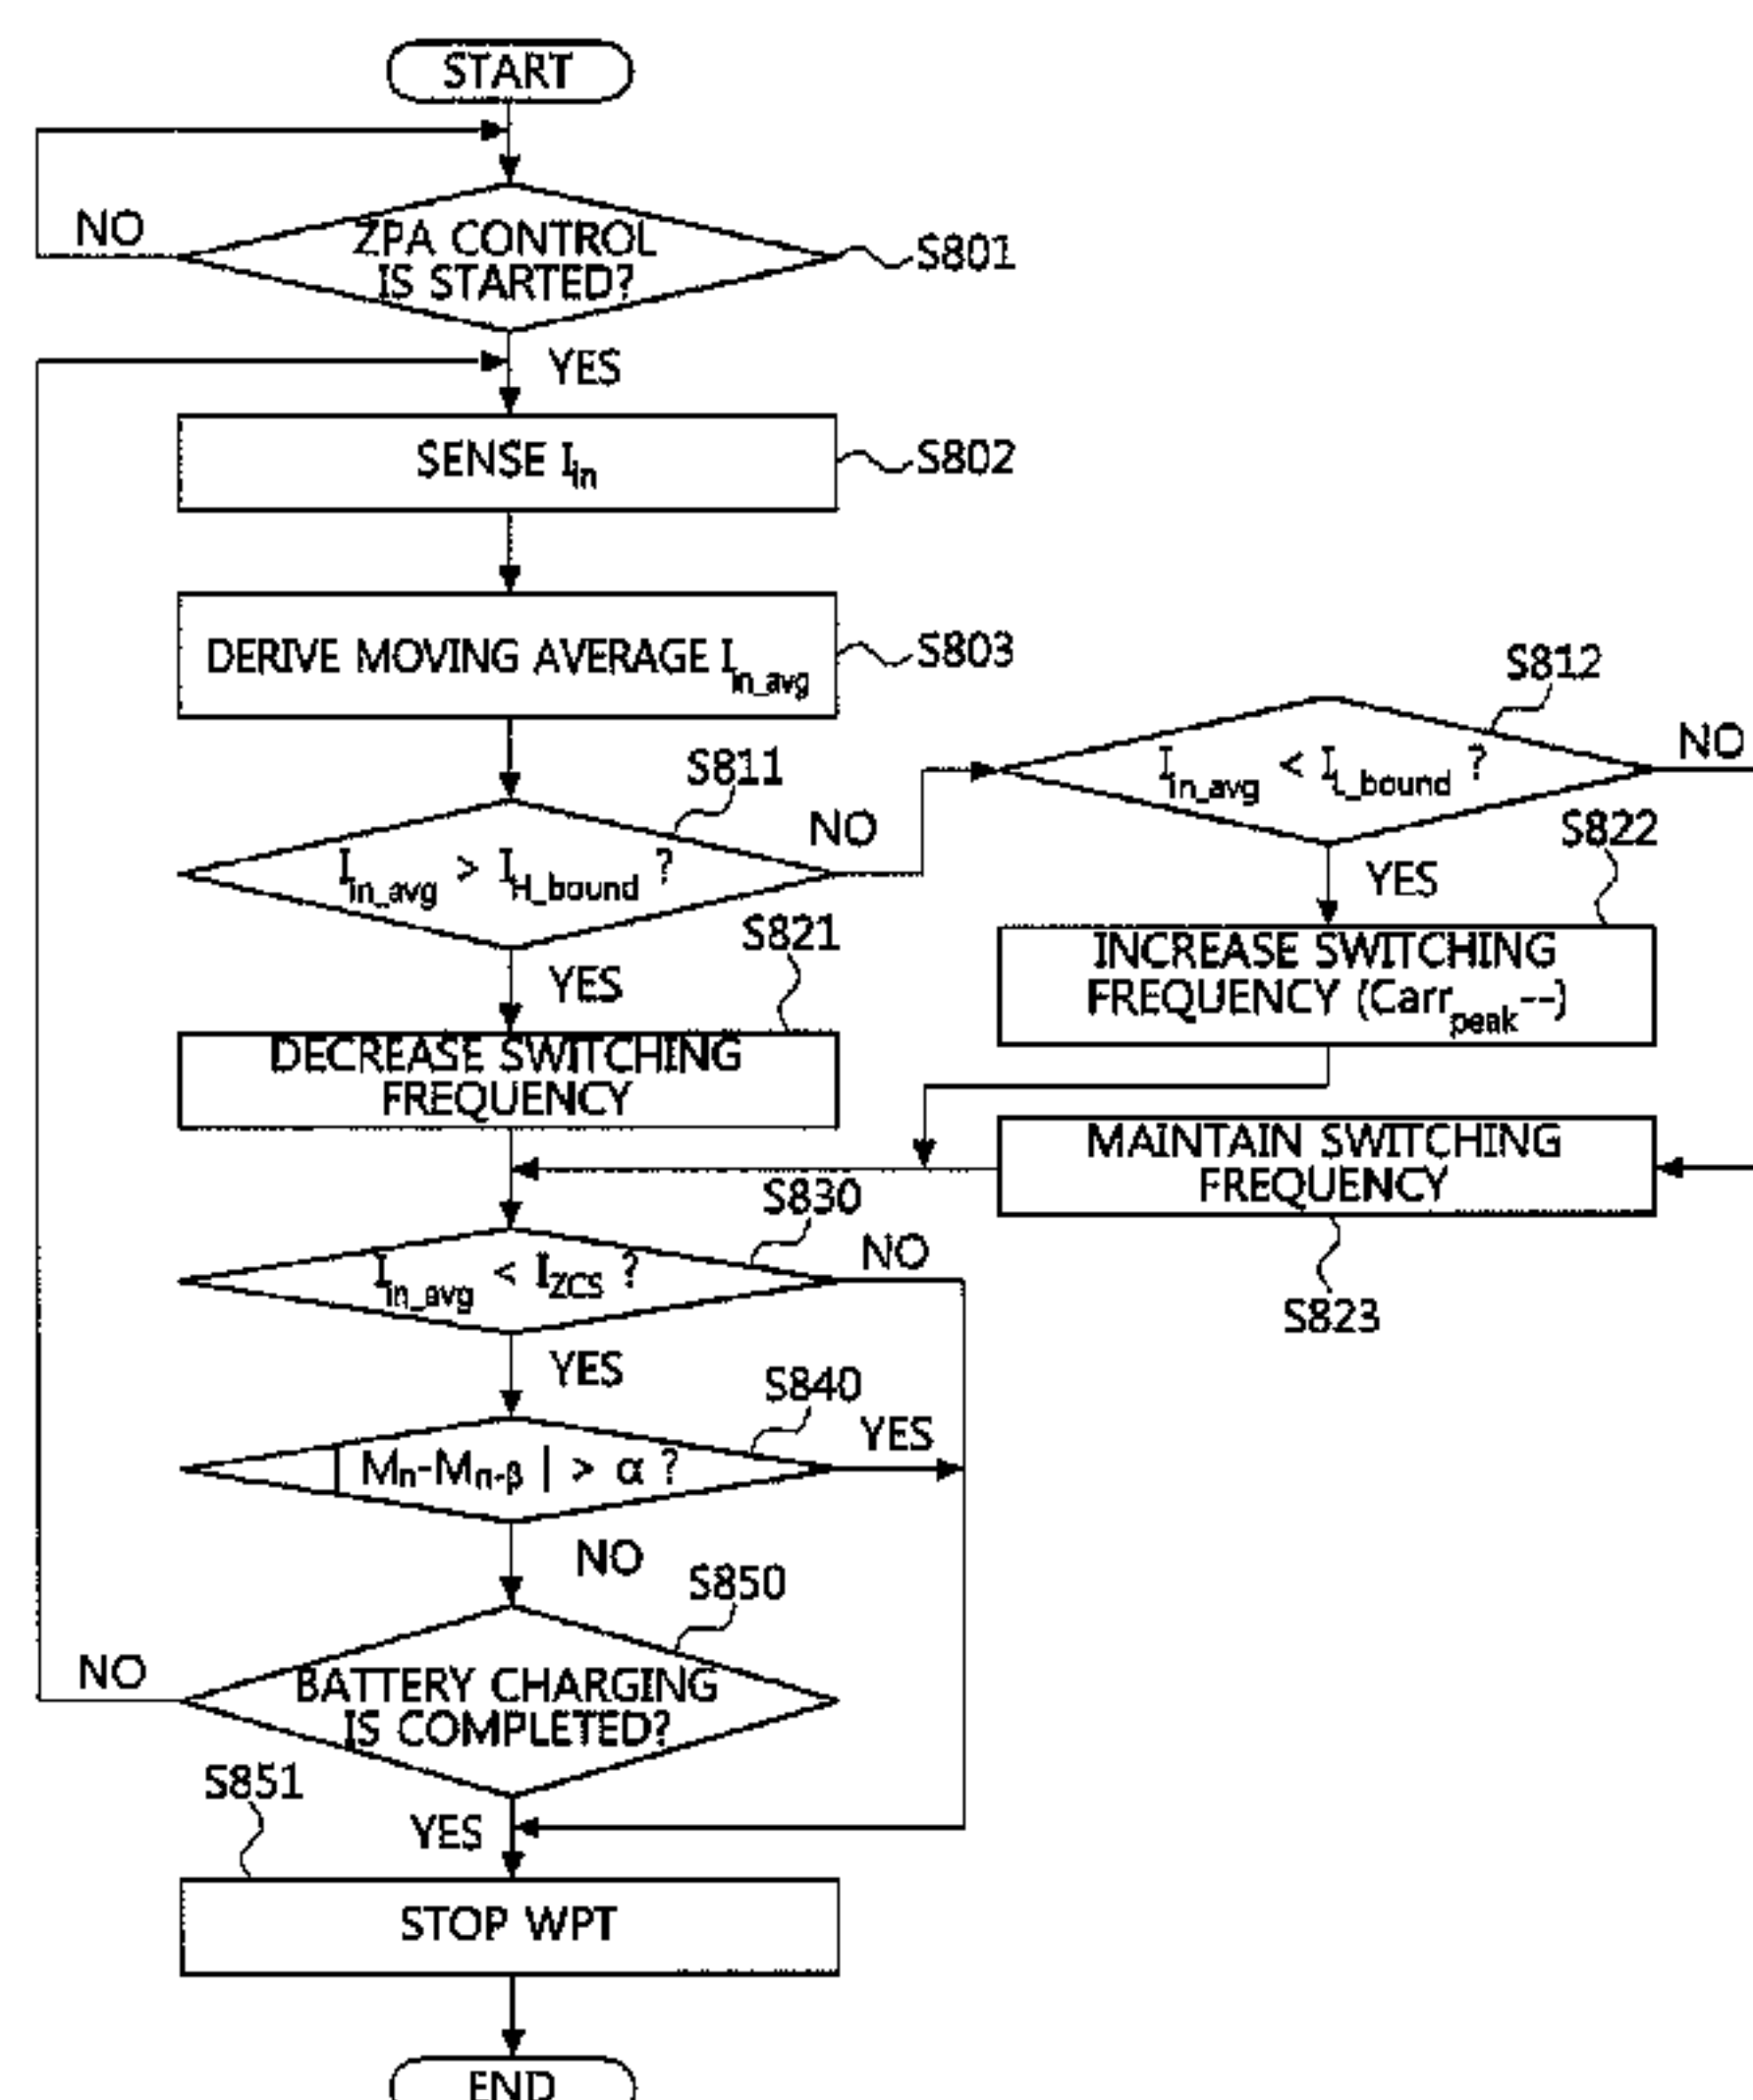 START
NO
ZPA CONTROL
IS STARTED?
S801
YES
SENSE Iin
S802
DERIVE MOVING AVERAGE Iin_avg
S803
S811
Iin_avg > IH_bound ?
NO
S812
Iin_avg < IL_bound ?
NO
YES
S822
INCREASE SWITCHING
FREQUENCY (Carrpeak--)
YES
S821
DECREASE SWITCHING
FREQUENCY
MAINTAIN SWITCHING
FREQUENCY
S823
S830
Iin_avg < IZCS ?
NO
YES
S840
| Mn-Mn-β | > α ?
YES
NO
S850
BATTERY CHARGING
IS COMPLETED?
NO
YES
S851
STOP WPT
END